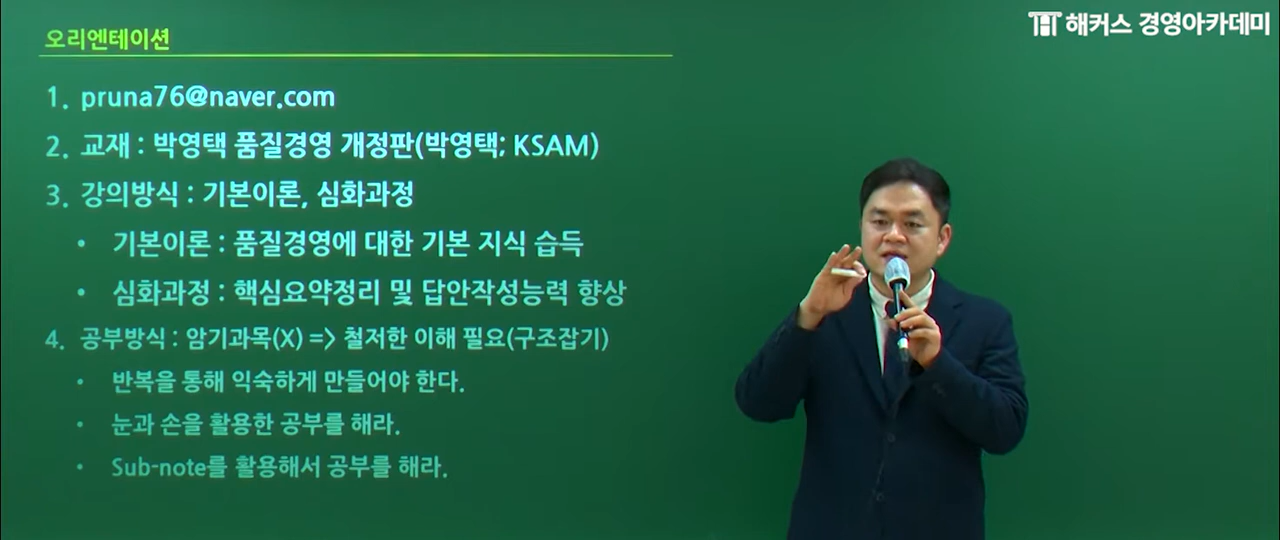 해커스 경영아카데미
오리엔테이션
1. pruna76@naver.com
2. 교재 : 박영택 품질경영 개정판(박영택; KSAM)
3. 강의방식 : 기본이론, 심화과정
• 기본이론 : 품질경영에 대한 기본 지식 습득
• 심화과정 : 핵심요약정리 및 답안작성능력 향상
4. 공부방식 : 암기과목(X) => 철저한 이해 필요(구조잡기)
• 반복을 통해 익숙하게 만들어야 한다.
• 눈과 손을 활용한 공부를 해라.
• Sub-note를 활용해서 공부를 해라.